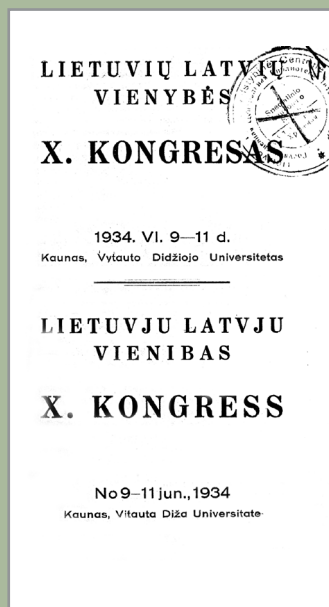 LIETUVIŲ LATVIŲ
VIENYBĖS
X. KONGRESAS
1934. VI. 9—11 d.
Kaunas, Vytauto Didžiojo Universitetas
LIETUVJU LATVJU
VIENIBAS
X. KONGRESS
No 9—11 jun., 1934
Kaunas, Vitauta Diža Universitate